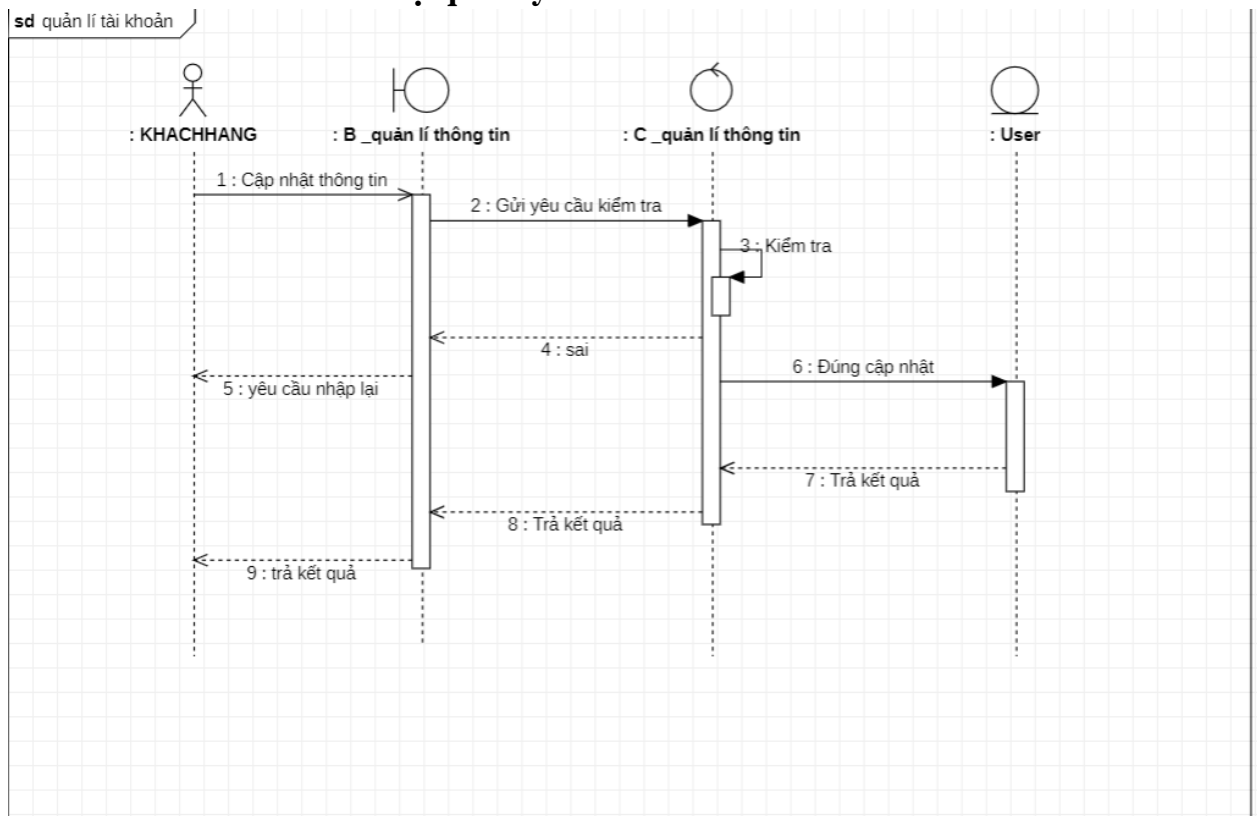 sd quản lí tài khoản
: KHACHHANG
: B _quản lí thông tin
: C _quản lí thông tin
: User
1 : Cập nhật thông tin
2 : Gửi yêu cầu kiểm tra
3 : Kiểm tra
4 : sai
5 : yêu cầu nhập lại
6 : Đúng cập nhật
7 : Trả kết quả
8 : Trả kết quả
9 : trả kết quả